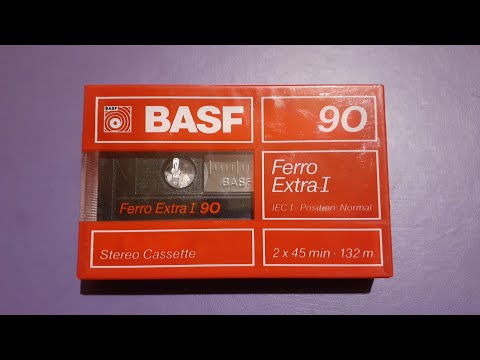 BASF
BASF
90
Ferro
Extra I
IEC I · Position: Normal
BASF
Ferro Extra I 90
Stereo Cassette
2 x 45 min · 132 m